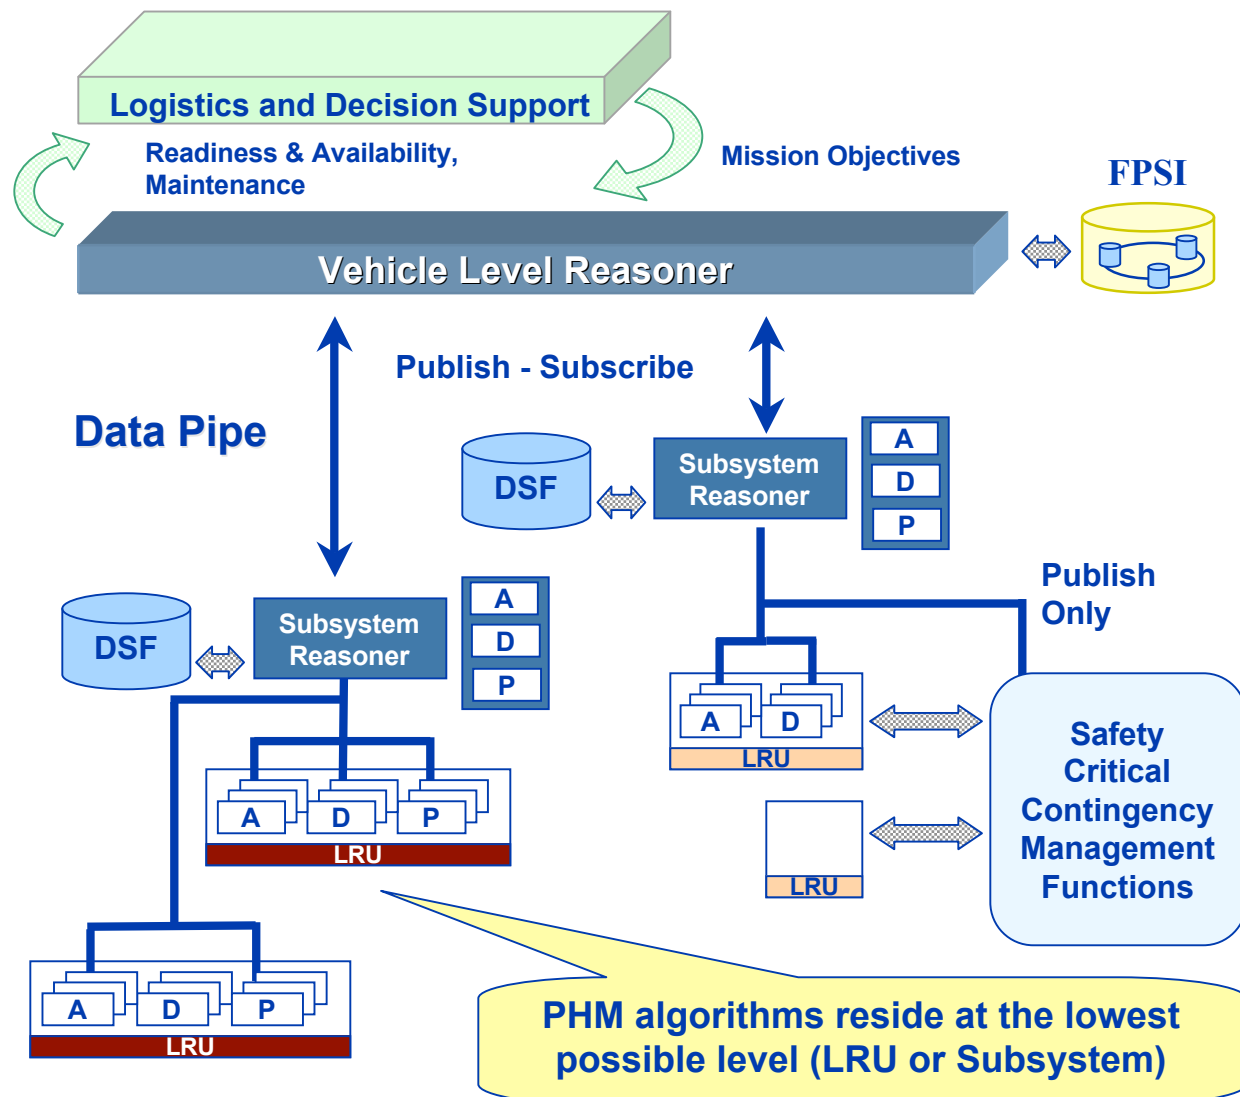 Logistics and Decision Support
Readiness & Availability,
Maintenance
Mission Objectives
FPSI
Vehicle Level Reasoner
Publish - Subscribe
Data Pipe
DSF
Subsystem
Reasoner
A
D
P
Publish
Only
DSF
Subsystem
Reasoner
A
D
P
A D
LRU
Safety
Critical
Contingency
Management
Functions
LRU
A D P
LRU
A D P
LRU
PHM algorithms reside at the lowest
possible level (LRU or Subsystem)